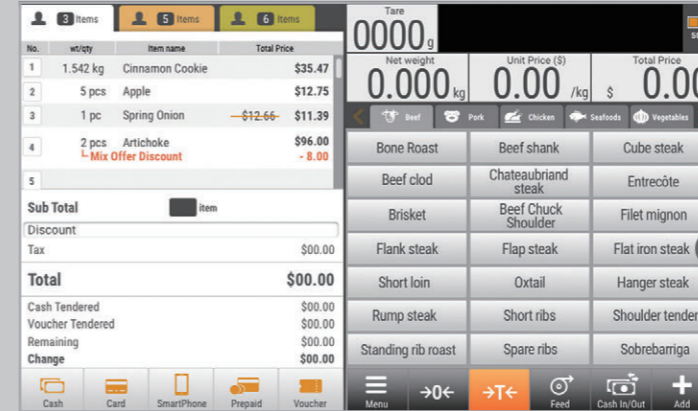 3 Items 5 Items 6 Items
No. wt/qty Item name Total Price
1 1.542 kg Cinnamon Cookie $35.47
2 5 pcs Apple $12.75
3 1 pc Spring Onion $12.66 $11.39
4 2 pcs Artichoke $96.00
Mix Offer Discount - 8.00
5
Sub Total item
Discount
Tax $00.00
Total $00.00
Cash Tendered $00.00
Voucher Tendered $00.00
Remaining $00.00
Change $00.00
Cash Card SmartPhone Prepaid Voucher
Tare
0000 g
Net weight Unit Price ($) Total Price
0.000 kg 0.00 /kg $ 0.00
Beef Pork Chicken Seafoods Vegetables
Bone Roast Beef shank Cube steak
Beef clod Chateaubriand steak Entrecôte
Brisket Beef Chuck Shoulder Filet mignon
Flank steak Flap steak Flat iron steak
Short loin Oxtail Hanger steak
Rump steak Short ribs Shoulder tender
Standing rib roast Spare ribs Sobrebarriga
Menu →0← →T← Feed Cash In/Out Add